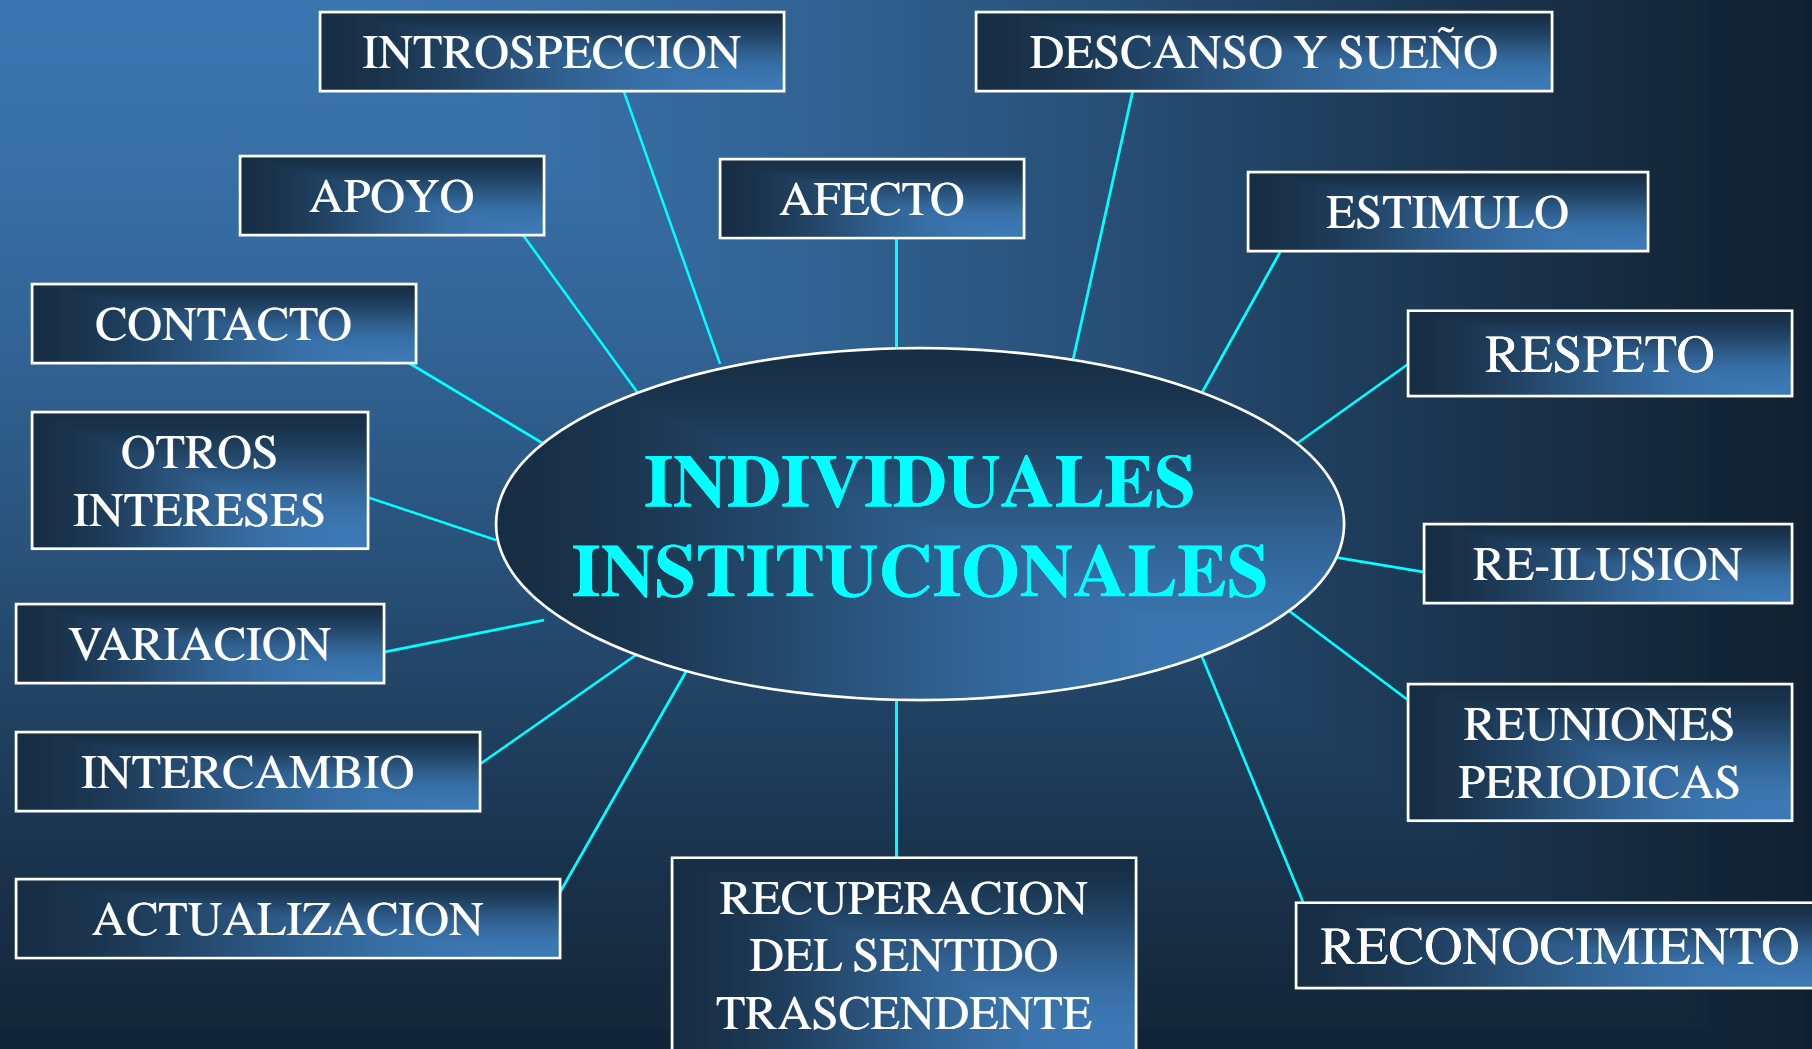 INTROSPECCION
DESCANSO Y SUEÑO
APOYO
AFECTO
ESTIMULO
CONTACTO
RESPETO
OTROS
INTERESES
INDIVIDUALES
INSTITUCIONALES
RE-ILUSION
VARIACION
REUNIONES
PERIODICAS
INTERCAMBIO
ACTUALIZACION
RECUPERACION
DEL SENTIDO
TRASCENDENTE
RECONOCIMIENTO